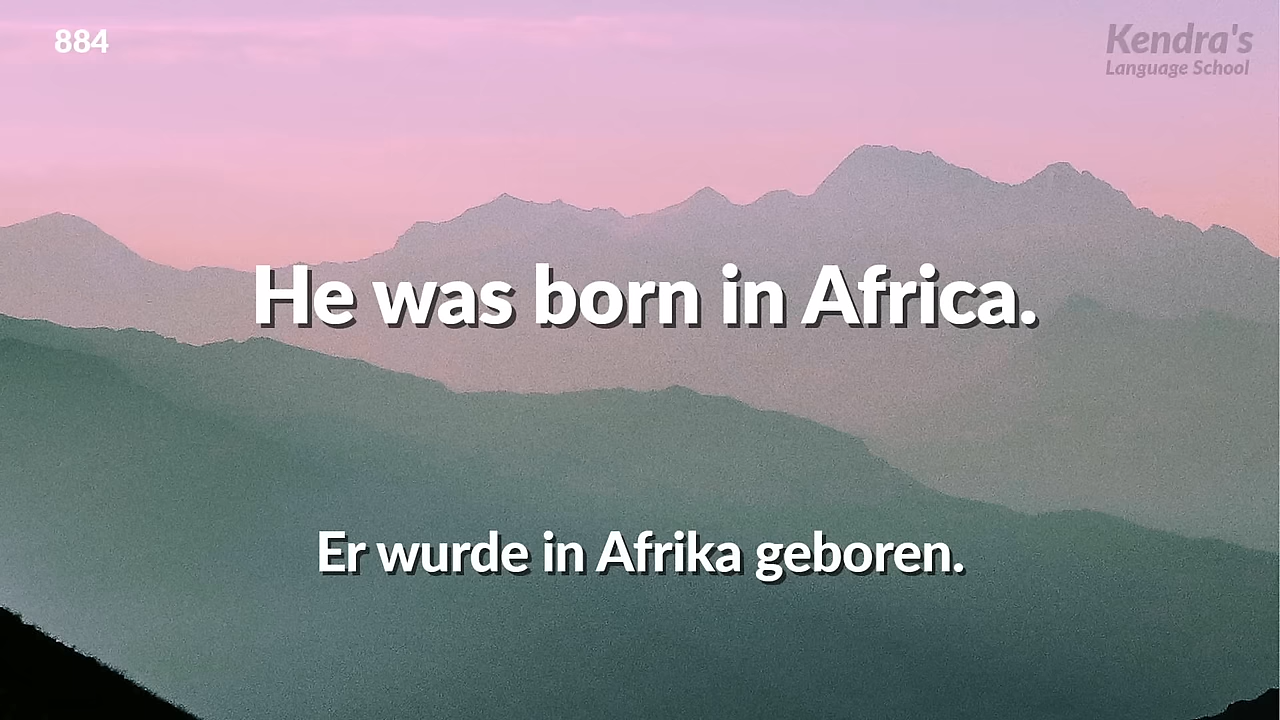 884
Kendra's
Language School
He was born in Africa.
Er wurde in Afrika geboren.